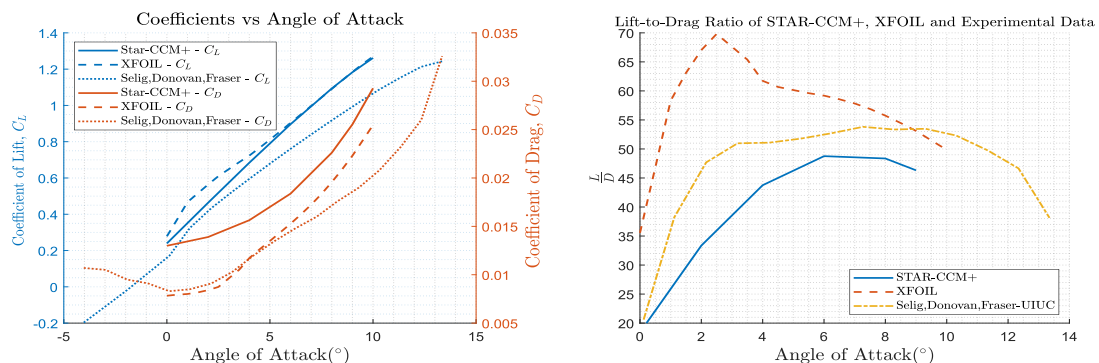 Coefficients vs Angle of Attack
1.4
1.2
1
0.8
0.6
0.4
0.2
0
-0.2
Coefficient of Lift, C_L
Star-CCM+ - C_L
XFOIL - C_L
Selig,Donovan,Fraser - C_L
Star-CCM+ - C_D
XFOIL - C_D
Selig,Donovan,Fraser - C_D
0.035
0.03
0.025
0.02
0.015
0.01
0.005
Coefficient of Drag, C_D
-5 0 5 10 15
Angle of Attack(°)
Lift-to-Drag Ratio of STAR-CCM+, XFOIL and Experimental Data
70
65
60
55
50
45
40
35
30
25
20
L/D
STAR-CCM+
XFOIL
Selig,Donovan,Fraser-UIUC
0 2 4 6 8 10 12 14
Angle of Attack(°)